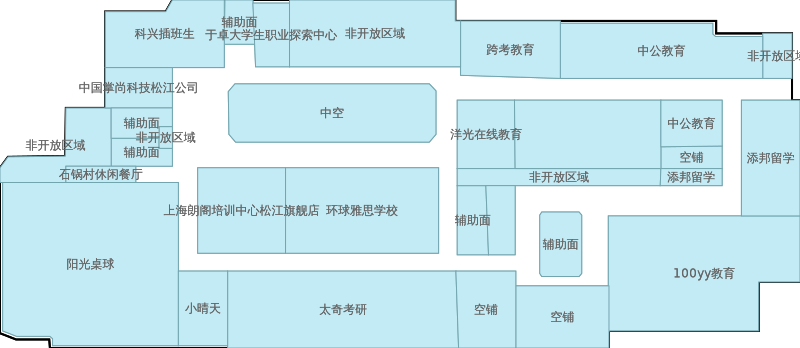 辅助面
科兴插班生
于卓大学生职业探索中心
非开放区域
跨考教育
中公教育
非开放区域
中国掌尚科技松江公司
中空
辅助面
洋光在线教育
中公教育
非开放区域
非开放区域
辅助面
空铺
添邦留学
石锅村休闲餐厅
非开放区域
添邦留学
上海朗阁培训中心松江旗舰店
环球雅思学校
辅助面
辅助面
阳光桌球
100yy教育
小晴天
太奇考研
空铺
空铺